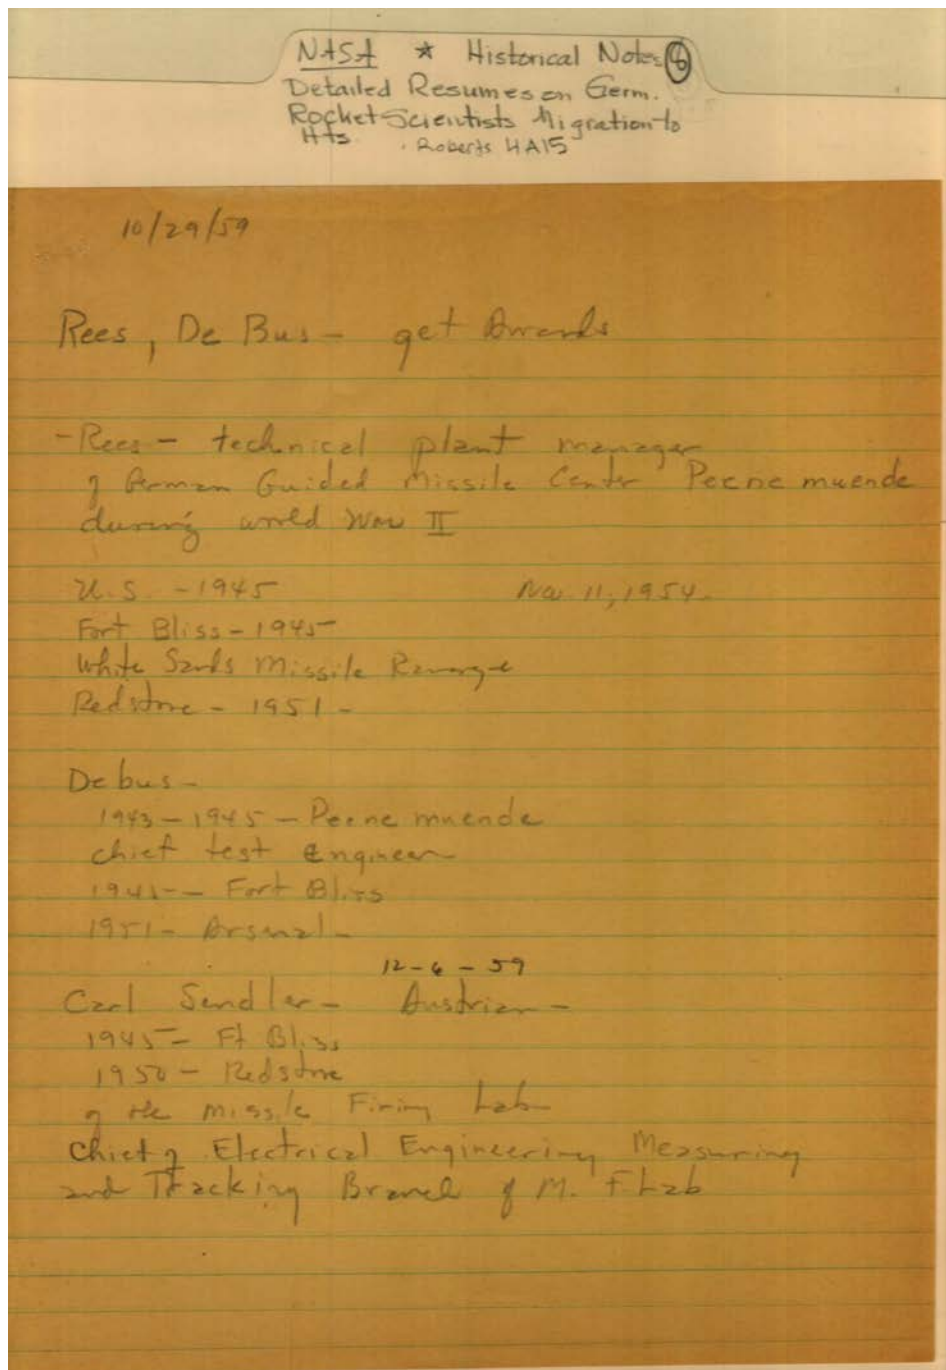 NASA * Historical Notes 8
Detailed Resumes on Germ.
Rocket Scientists Migration to
Hts. Roberts HA15
10/29/59
Rees, De Bus - get Awards
- Rees - technical plant manager
of German Guided Missile Center Peenemuende
during world War II
U.S. - 1945 Nov 11, 1954
Fort Bliss - 1945
White Sands Missile Range
Redstone - 1951 -
Debus -
1943 - 1945 - Peenemuende
chief test engineer
1945 - Fort Bliss
1951 - Arsenal -
12-6-59
Carl Sendler - Austrian -
1945 - Ft Bliss
1950 - Redstone
of the Missile Firing Lab
Chief of Electrical Engineering Measuring
and Tracking Branch of M. F. Lab